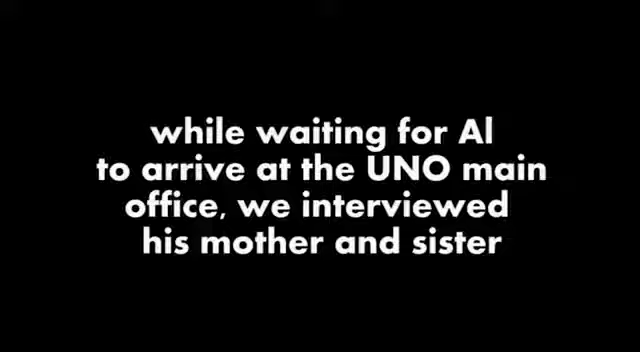 while waiting for Al
to arrive at the UNO main
office, we interviewed
his mother and sister